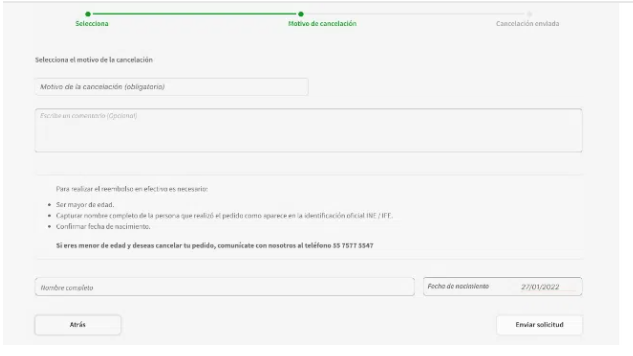 Selecciona
Motivo de cancelación
Cancelación enviada
Selecciona el motivo de la cancelación
Motivo de la cancelación (obligatorio)
Escribe un comentario (Opcional)
Para realizar el reembolso en efectivo es necesario:
• Ser mayor de edad.
• Capturar nombre completo de la persona que realizó el pedido como aparece en la identificación oficial INE / IFE.
• Confirmar fecha de nacimiento.
Si eres menor de edad y deseas cancelar tu pedido, comunícate con nosotros al teléfono 55 7577 5547
Nombre completo
Fecha de nacimiento 27/01/2022
Atrás
Enviar solicitud